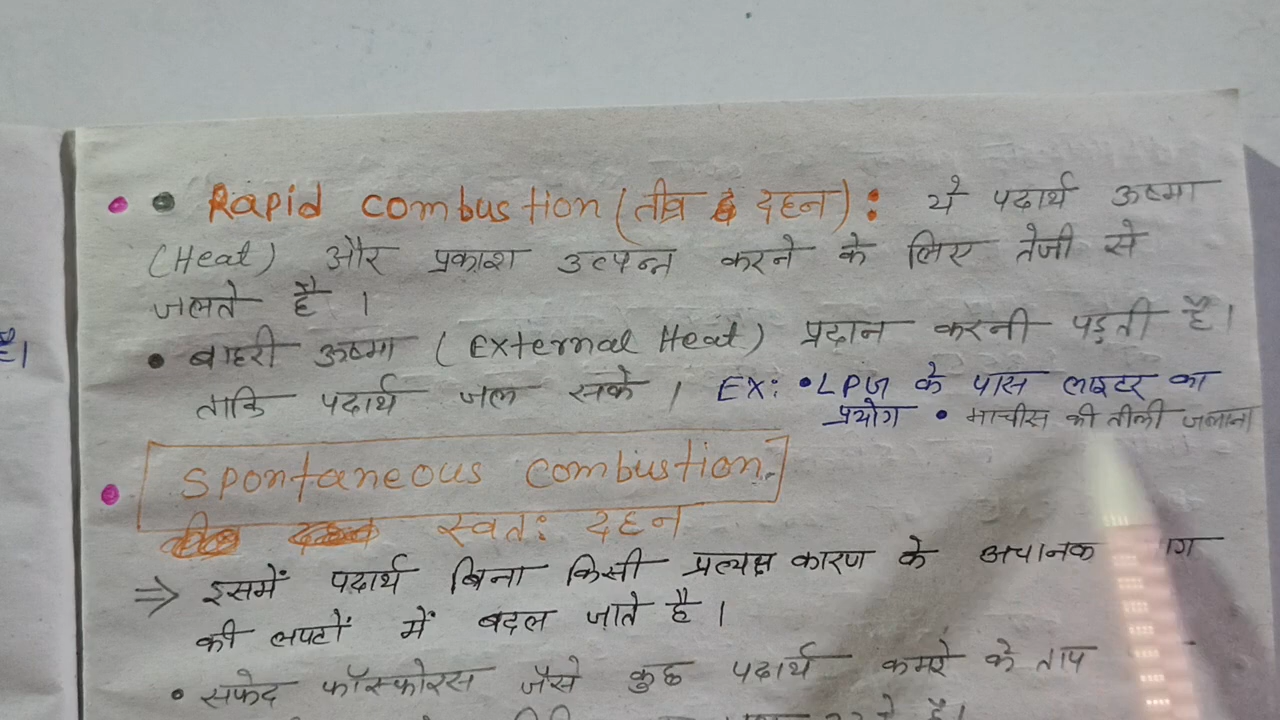 Rapid combustion (तीव्र दहन) : ये पदार्थ ऊष्मा
(Heat) और प्रकाश उत्पन्न करने के लिए तेजी से
जलते है ।
• बाहरी ऊष्मा ( External Heat) प्रदान करनी पड़ती है।
ताकि पदार्थ जल सके । EX: • LPG के पास लाइटर का
प्रयोग • माचीस की तीली जलाना
है।
Spontaneous Combustion
स्वतः दहन
⇒ इसमें पदार्थ बिना किसी प्रत्यक्ष कारण के अचानक
की लपटों में बदल जाते है ।
• सफेद फॉस्फोरस जैसे कुछ पदार्थ कमरे के ताप